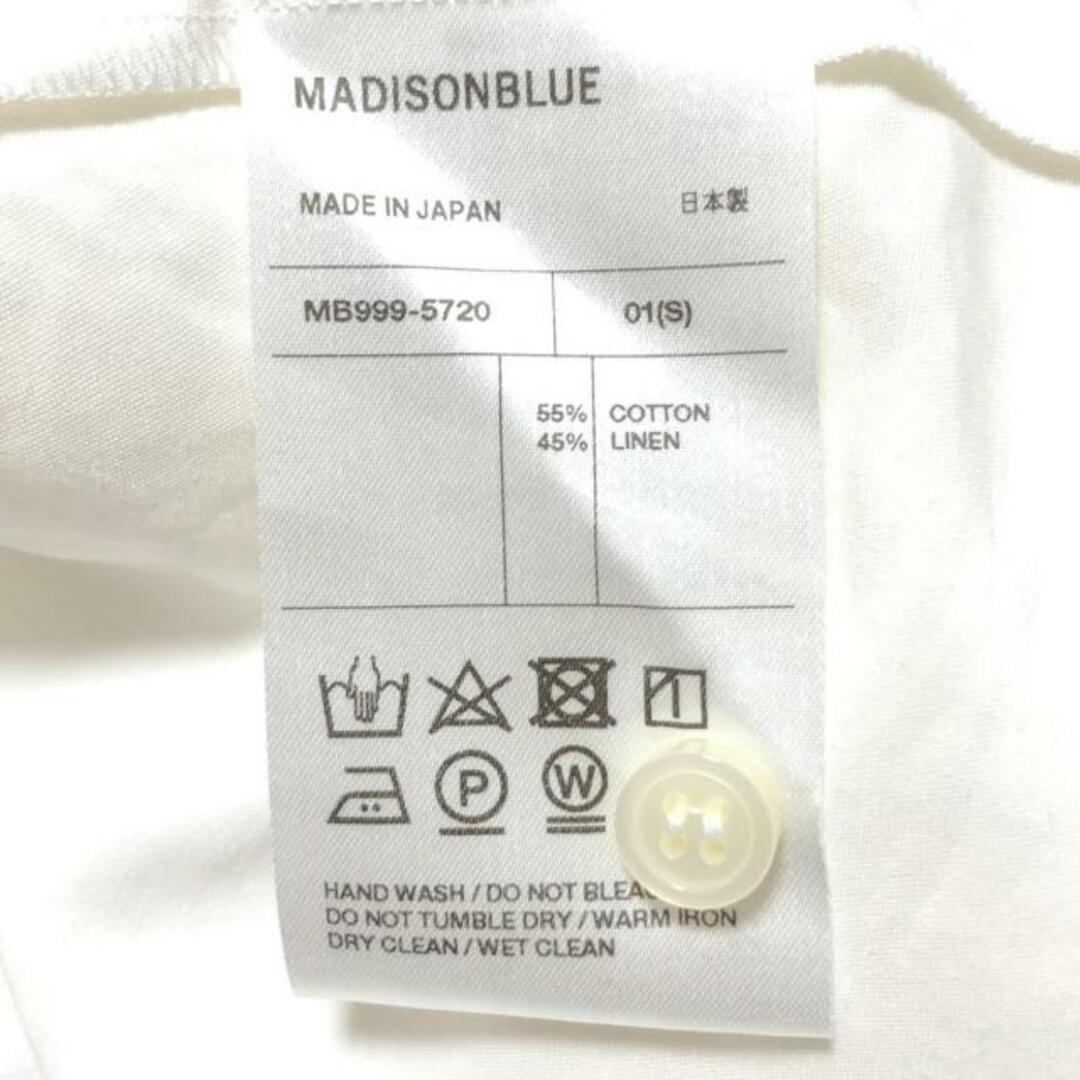 MADISONBLUE
MADE IN JAPAN 日本製
MB999-5720 01(S)
55% COTTON
45% LINEN
P W
HAND WASH / DO NOT
DO NOT TUMBLE DRY / WARM IRON
DRY CLEAN / WET CLEAN